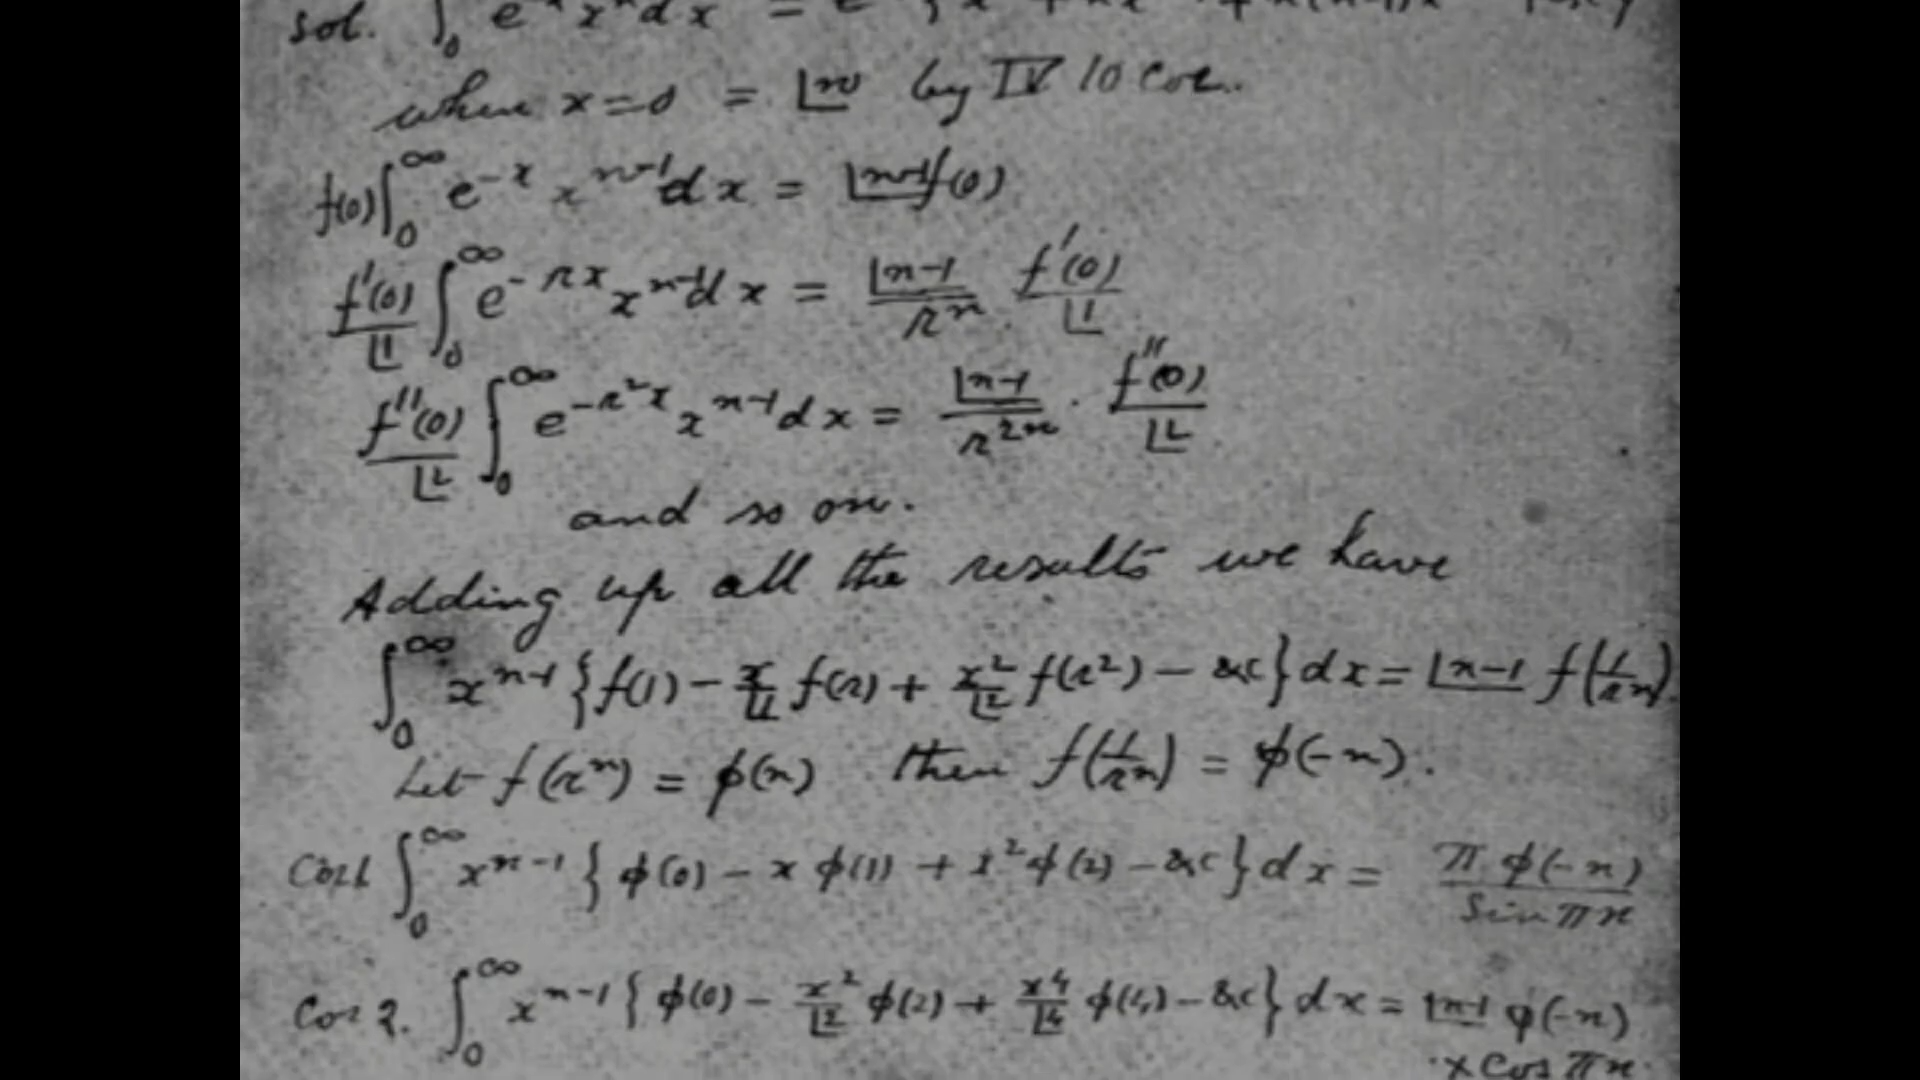 Sol. ∫₀ e⁻ˣ xⁿ dx = e
when x=0 = |n by IV 10 Cor.
f(0) ∫₀^∞ e^{-x} x^{n-1} dx = |n-1 f(0)
f'(0)/|1 ∫₀^∞ e^{-rx} x^{n-1} dx = |n-1/r^n · f'(0)/|1
f''(0)/|2 ∫₀^∞ e^{-r²x} x^{n-1} dx = |n-1/r^{2n} · f''(0)/|2
and so on.
Adding up all the results we have
∫₀^∞ x^{n-1} {f(1) - x/|1 f(r) + x²/|2 f(r²) - &c} dx = |n-1 f(1/r^n).
Let f(r^n) = φ(n) then f(1/r^n) = φ(-n).
Cor 1 ∫₀^∞ x^{n-1} {φ(0) - x φ(1) + x² φ(2) - &c} dx = π φ(-n)/Sin πn
Cor 2. ∫₀^∞ x^{n-1} {φ(0) - x²/|2 φ(2) + x⁴/|4 φ(4) - &c} dx = |n-1 φ(-n)
× Cos πn